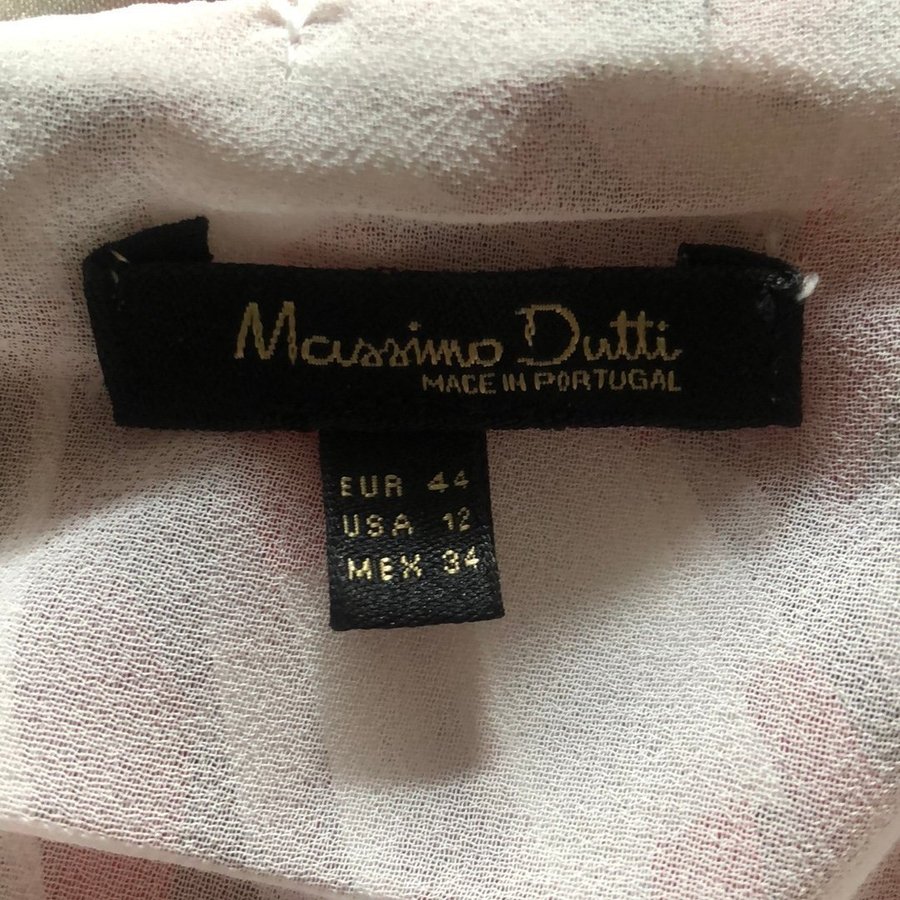 Massimo Dutti
MADE IN PORTUGAL
EUR 44
USA 12
MEX 34